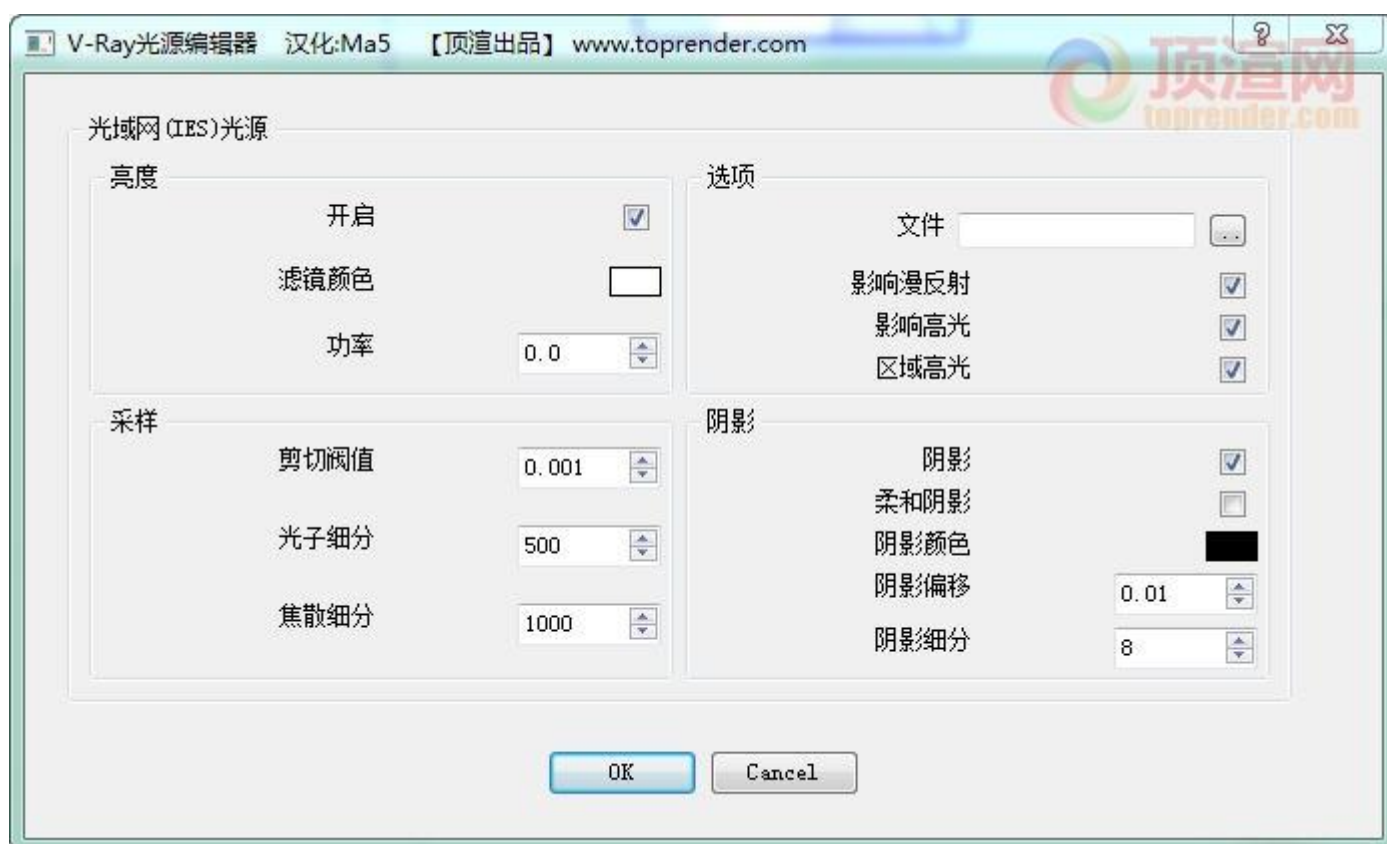 V-Ray光源编辑器 汉化:Ma5 【顶渲出品】 www.toprender.com
顶渲网
toprender.com
光域网(IES)光源
亮度
开启
滤镜颜色
功率 0.0
选项
文件 ..
影响漫反射
影响高光
区域高光
采样
剪切阀值 0.001
光子细分 500
焦散细分 1000
阴影
阴影
柔和阴影
阴影颜色
阴影偏移 0.01
阴影细分 8
OK Cancel